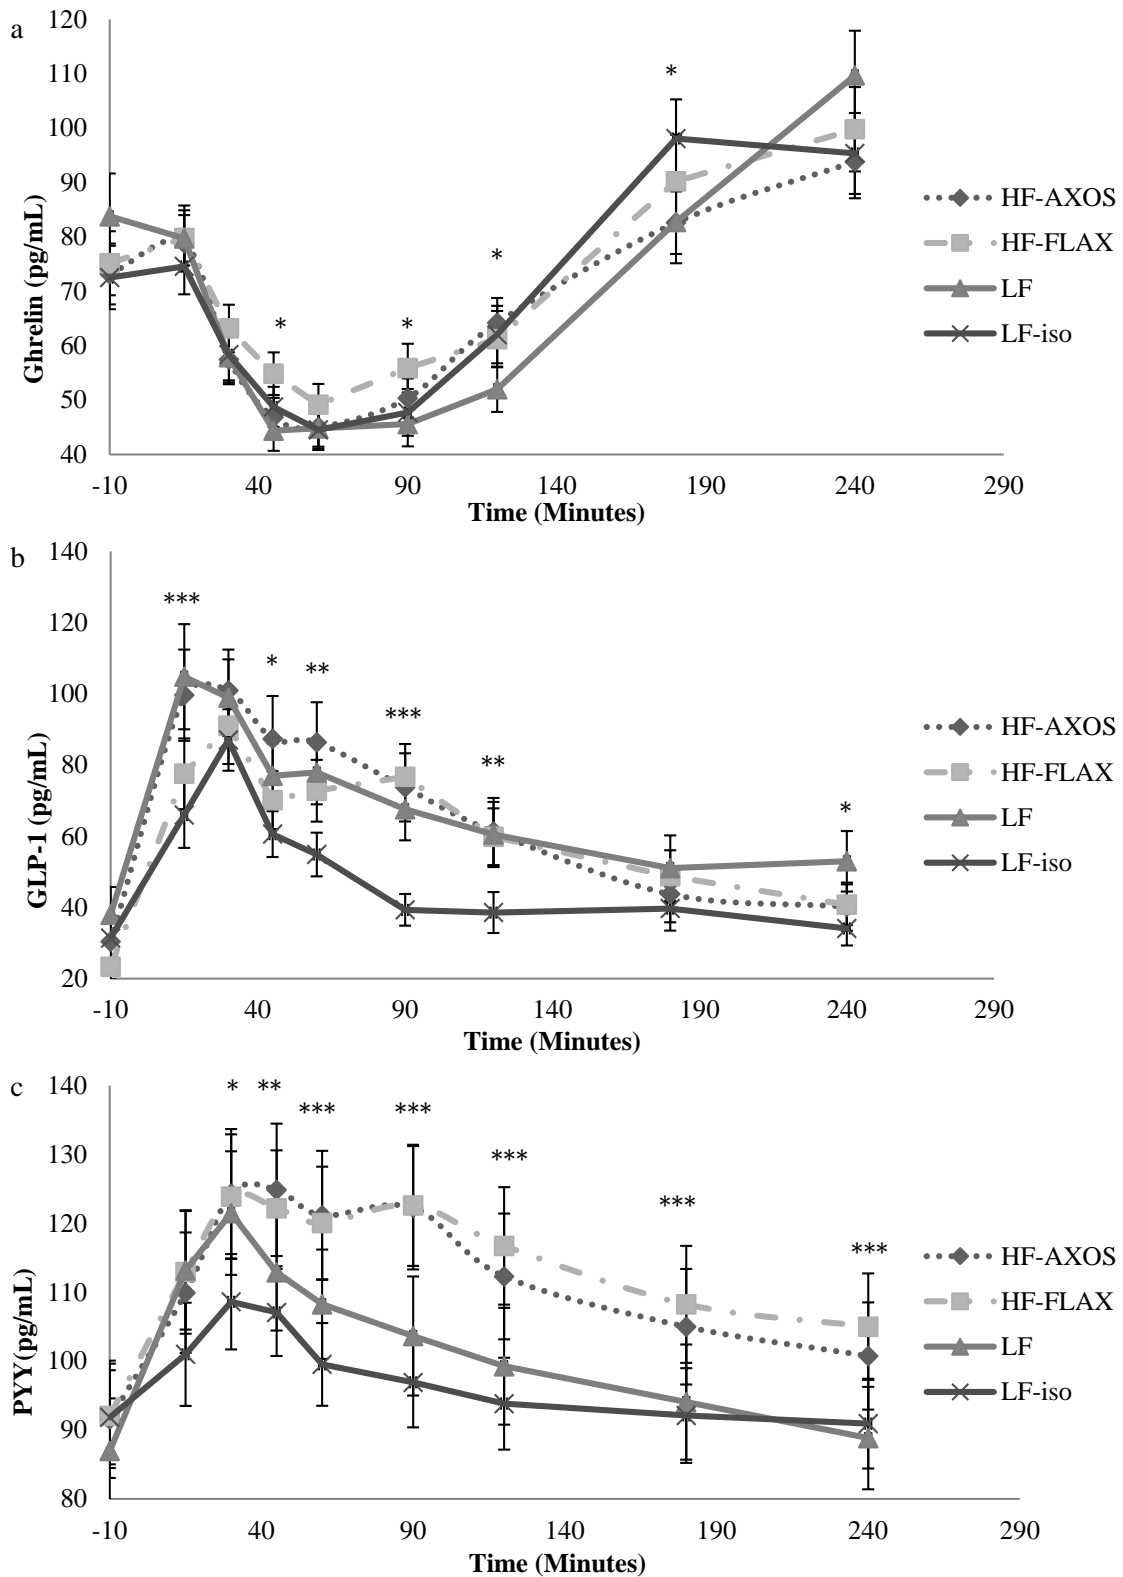 a
120
110
100
90
80
70
60
50
40
Ghrelin (pg/mL)
*
*
*
*
-10 40 90 140 190 240 290
Time (Minutes)
HF-AXOS
HF-FLAX
LF
LF-iso
b
140
120
100
80
60
40
20
GLP-1 (pg/mL)
***
*
**
***
**
*
-10 40 90 140 190 240 290
Time (Minutes)
HF-AXOS
HF-FLAX
LF
LF-iso
c
140
130
120
110
100
90
80
PYY(pg/mL)
*
**
***
***
***
***
***
-10 40 90 140 190 240 290
Time (Minutes)
HF-AXOS
HF-FLAX
LF
LF-iso